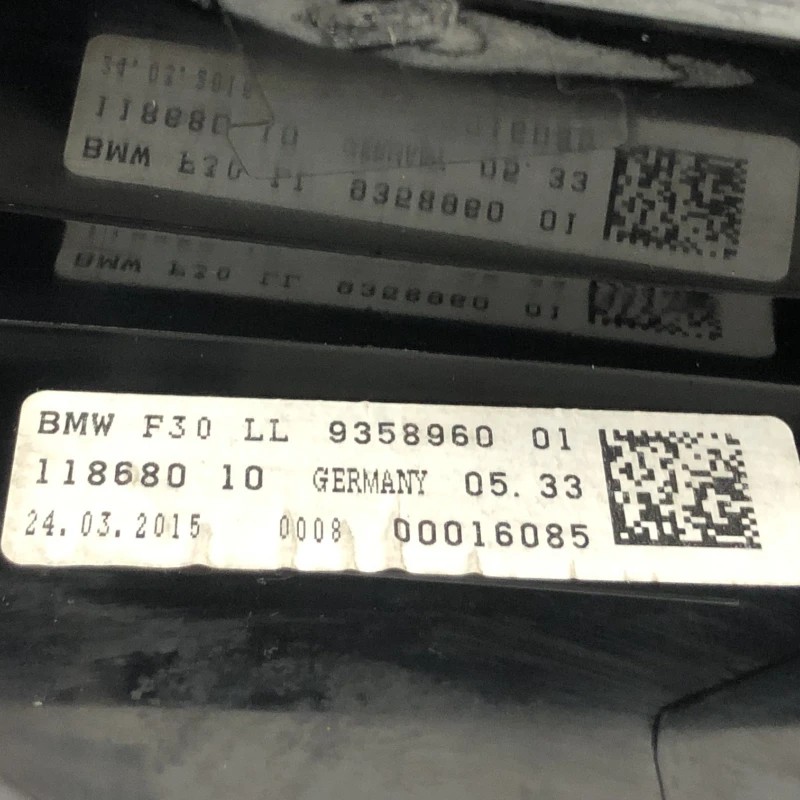 BMW F30 LL 9358960 01
118680 10 GERMANY 05. 33
24.03.2015 0008 00016085